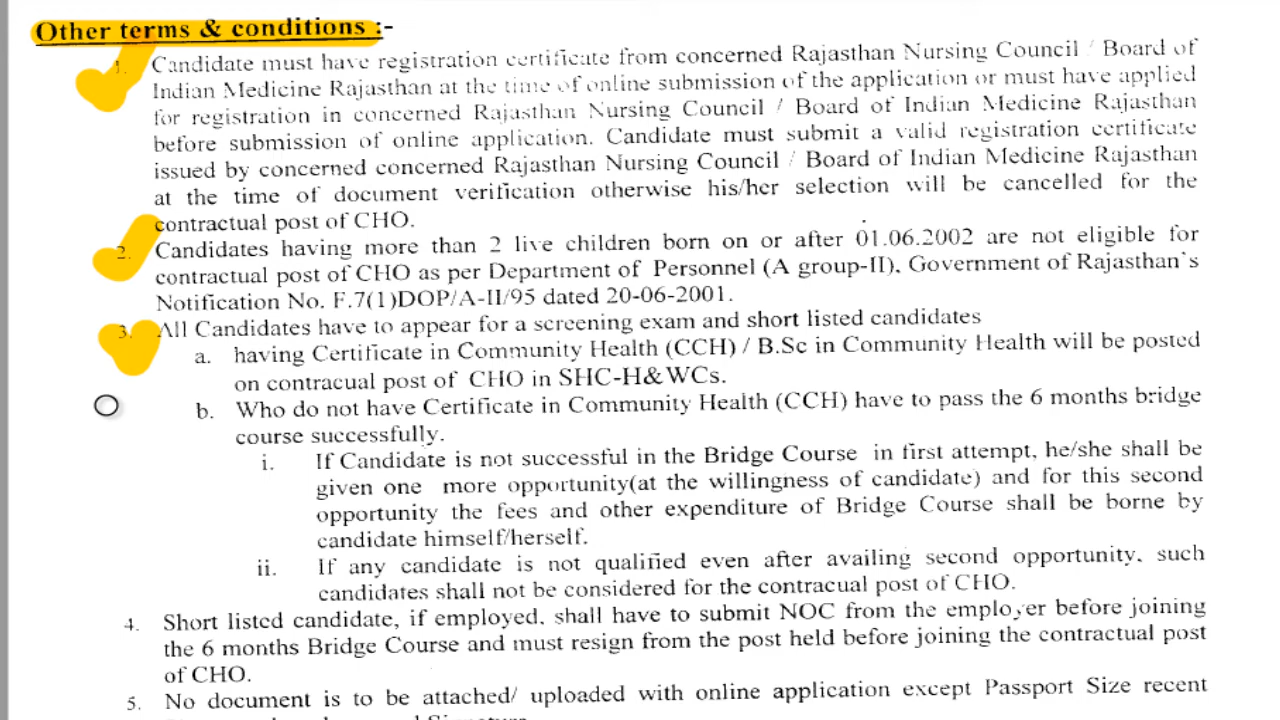 Other terms & conditions :-
1. Candidate must have registration certificate from concerned Rajasthan Nursing Council / Board of
Indian Medicine Rajasthan at the time of online submission of the application or must have applied
for registration in concerned Rajasthan Nursing Council / Board of Indian Medicine Rajasthan
before submission of online application. Candidate must submit a valid registration certificate
issued by concerned concerned Rajasthan Nursing Council / Board of Indian Medicine Rajasthan
at the time of document verification otherwise his/her selection will be cancelled for the
contractual post of CHO.
2. Candidates having more than 2 live children born on or after 01.06.2002 are not eligible for
contractual post of CHO as per Department of Personnel (A group-II), Government of Rajasthan's
Notification No. F.7(1)DOP/A-II/95 dated 20-06-2001.
3. All Candidates have to appear for a screening exam and short listed candidates
a. having Certificate in Community Health (CCH) / B.Sc in Community Health will be posted
on contracual post of CHO in SHC-H&WCs.
b. Who do not have Certificate in Community Health (CCH) have to pass the 6 months bridge
course successfully.
i. If Candidate is not successful in the Bridge Course in first attempt, he/she shall be
given one more opportunity(at the willingness of candidate) and for this second
opportunity the fees and other expenditure of Bridge Course shall be borne by
candidate himself/herself.
ii. If any candidate is not qualified even after availing second opportunity, such
candidates shall not be considered for the contracual post of CHO.
4. Short listed candidate, if employed, shall have to submit NOC from the employer before joining
the 6 months Bridge Course and must resign from the post held before joining the contractual post
of CHO.
5. No document is to be attached/ uploaded with online application except Passport Size recent